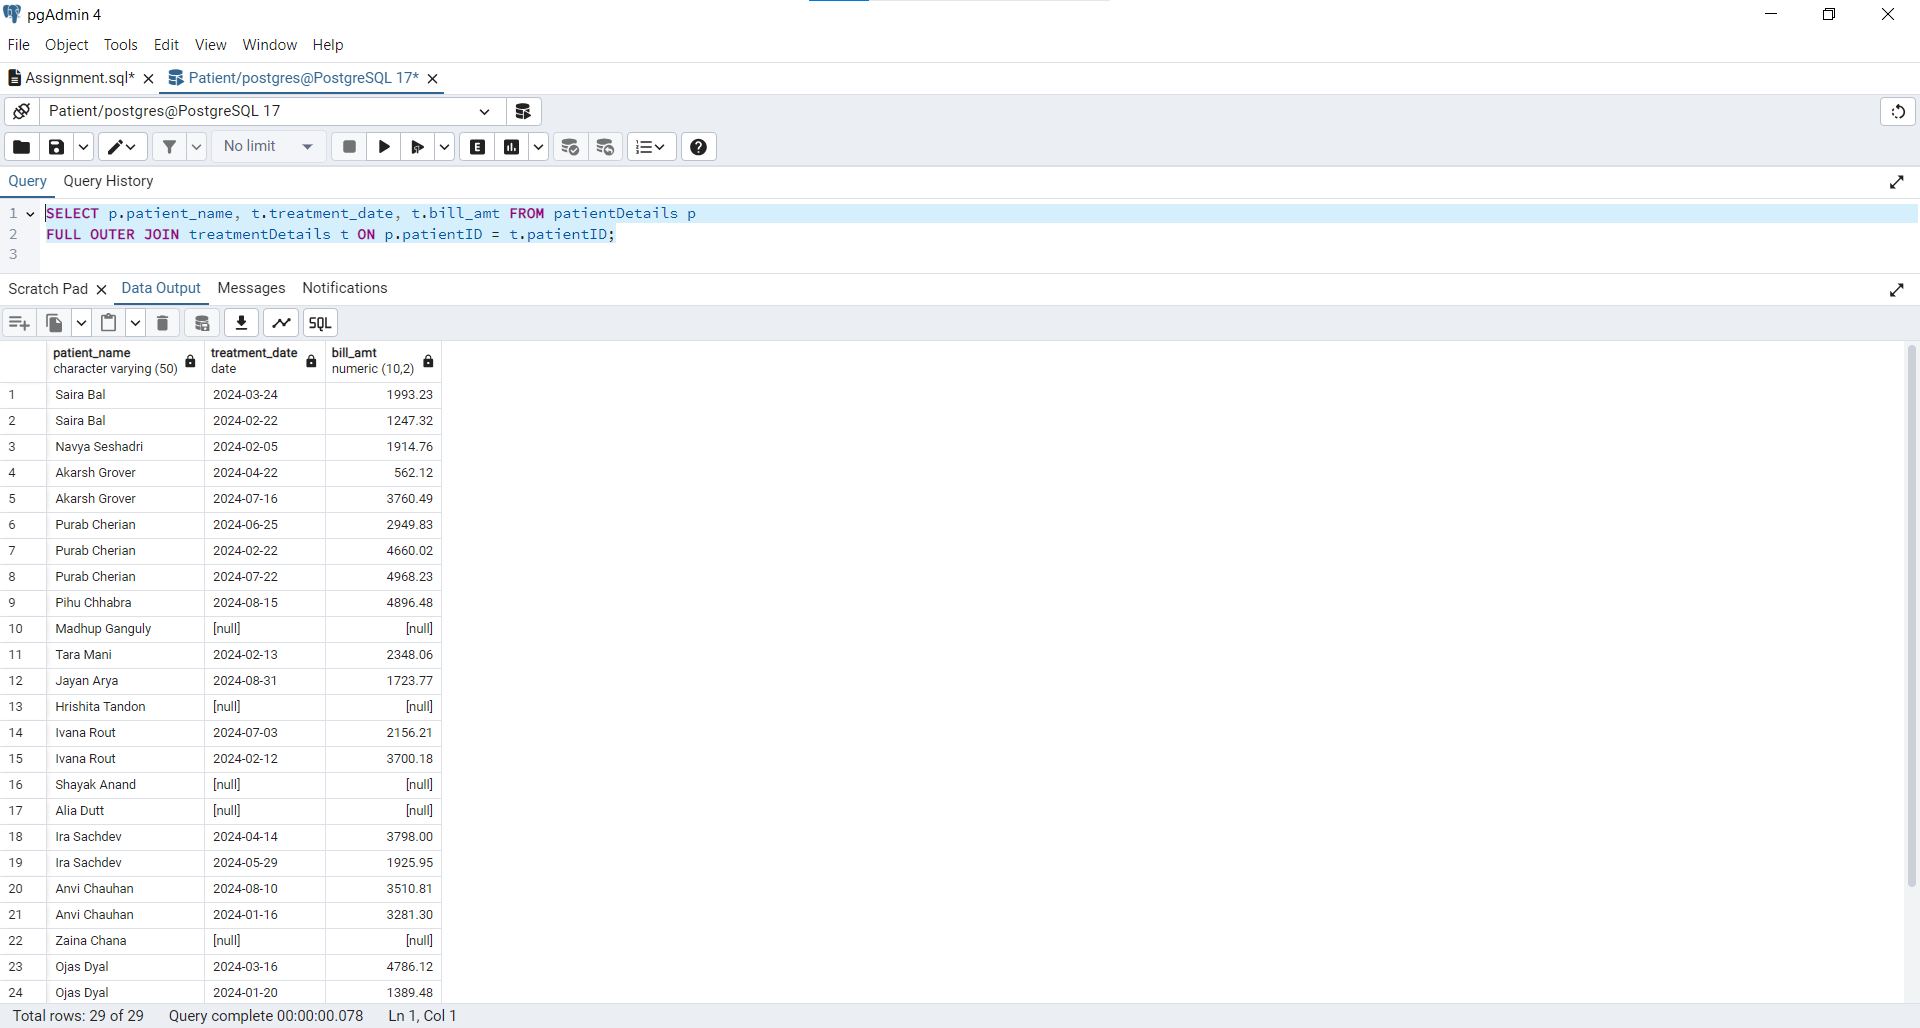 pgAdmin 4
File Object Tools Edit View Window Help
Assignment.sql* Patient/postgres@PostgreSQL 17*
Patient/postgres@PostgreSQL 17
No limit E
Query Query History
1 SELECT p.patient_name, t.treatment_date, t.bill_amt FROM patientDetails p
2 FULL OUTER JOIN treatmentDetails t ON p.patientID = t.patientID;
3
Scratch Pad Data Output Messages Notifications
SQL
patient_name treatment_date bill_amt
character varying (50) date numeric (10,2)
1 Saira Bal 2024-03-24 1993.23
2 Saira Bal 2024-02-22 1247.32
3 Navya Seshadri 2024-02-05 1914.76
4 Akarsh Grover 2024-04-22 562.12
5 Akarsh Grover 2024-07-16 3760.49
6 Purab Cherian 2024-06-25 2949.83
7 Purab Cherian 2024-02-22 4660.02
8 Purab Cherian 2024-07-22 4968.23
9 Pihu Chhabra 2024-08-15 4896.48
10 Madhup Ganguly [null] [null]
11 Tara Mani 2024-02-13 2348.06
12 Jayan Arya 2024-08-31 1723.77
13 Hrishita Tandon [null] [null]
14 Ivana Rout 2024-07-03 2156.21
15 Ivana Rout 2024-02-12 3700.18
16 Shayak Anand [null] [null]
17 Alia Dutt [null] [null]
18 Ira Sachdev 2024-04-14 3798.00
19 Ira Sachdev 2024-05-29 1925.95
20 Anvi Chauhan 2024-08-10 3510.81
21 Anvi Chauhan 2024-01-16 3281.30
22 Zaina Chana [null] [null]
23 Ojas Dyal 2024-03-16 4786.12
24 Ojas Dyal 2024-01-20 1389.48
Total rows: 29 of 29 Query complete 00:00:00.078 Ln 1, Col 1